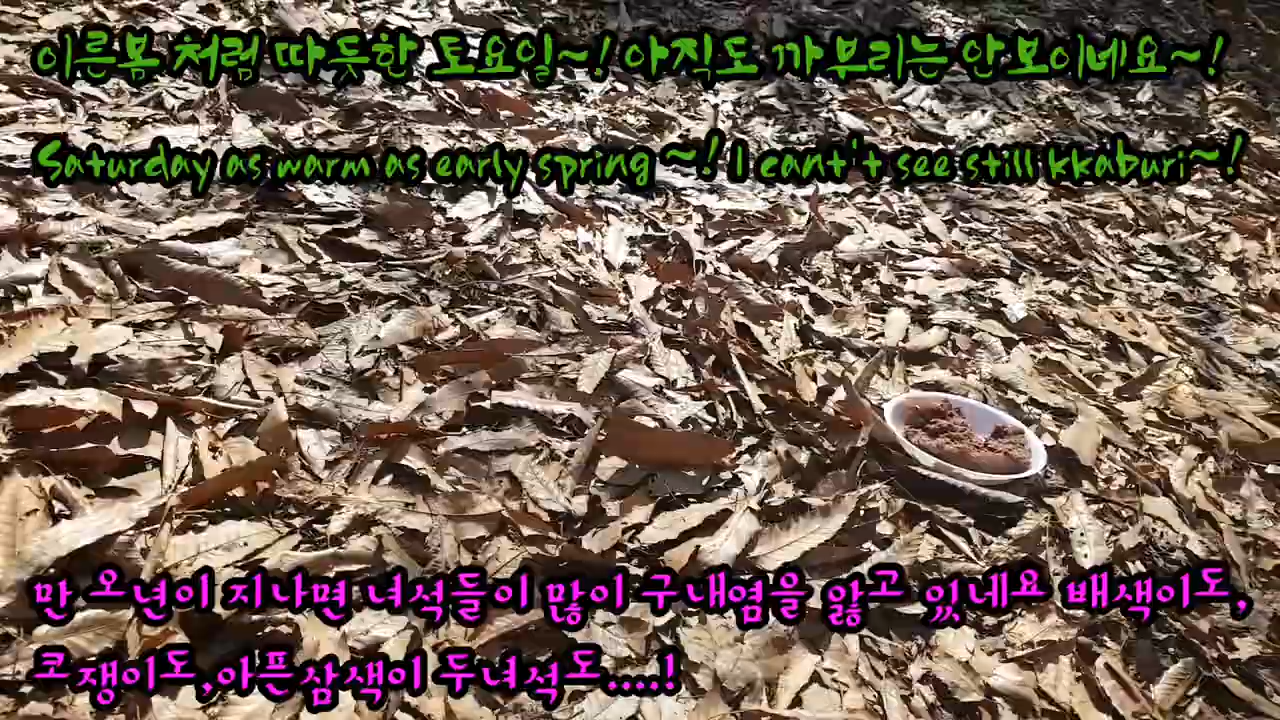 이른봄 처럼 따듯한 토요일~! 아직도 까부리는 안보이네요~!
Saturday as warm as early spring ~! I cant't see still kkaburi~!
만 오년이 지나면 녀석들이 많이 구내염을 앓고 있네요 배색이도,
코쟁이도,아픈삼색이 두녀석도....!